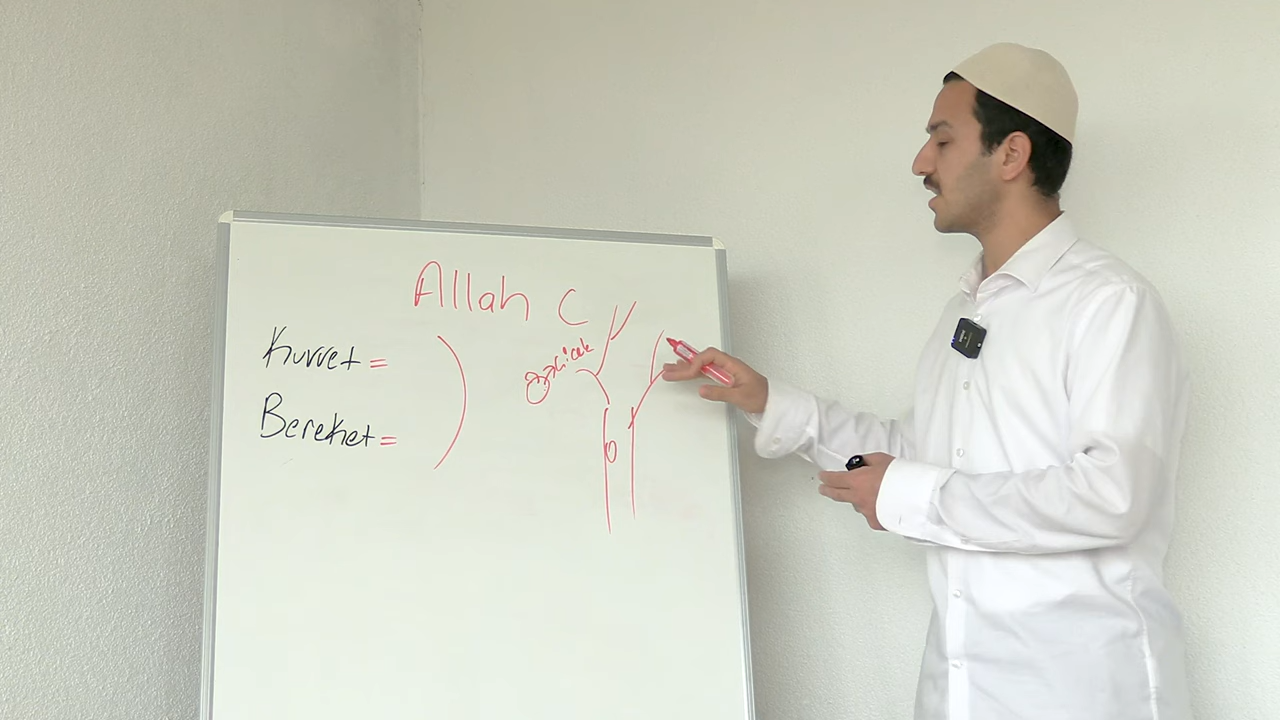 Allah C
Kuvvet =
Bereket =